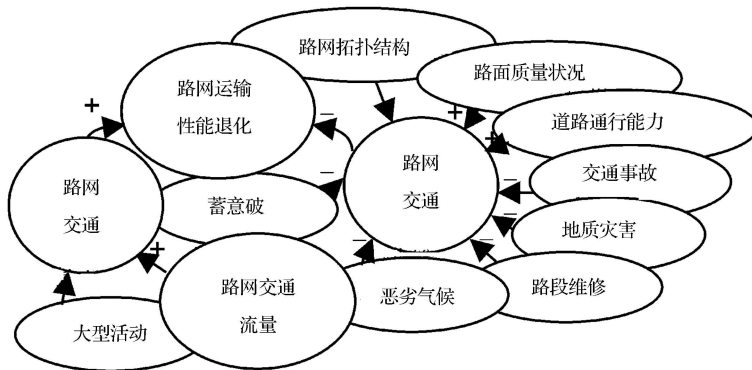 路网拓扑结构
路网运输
性能退化
路面质量状况
道路通行能力
+
+
+
−
路网
交通
路网
交通
−
蓄意破
−
交通事故
−
地质灾害
+
−
−
路网交通
流量
恶劣气候
路段维修
大型活动